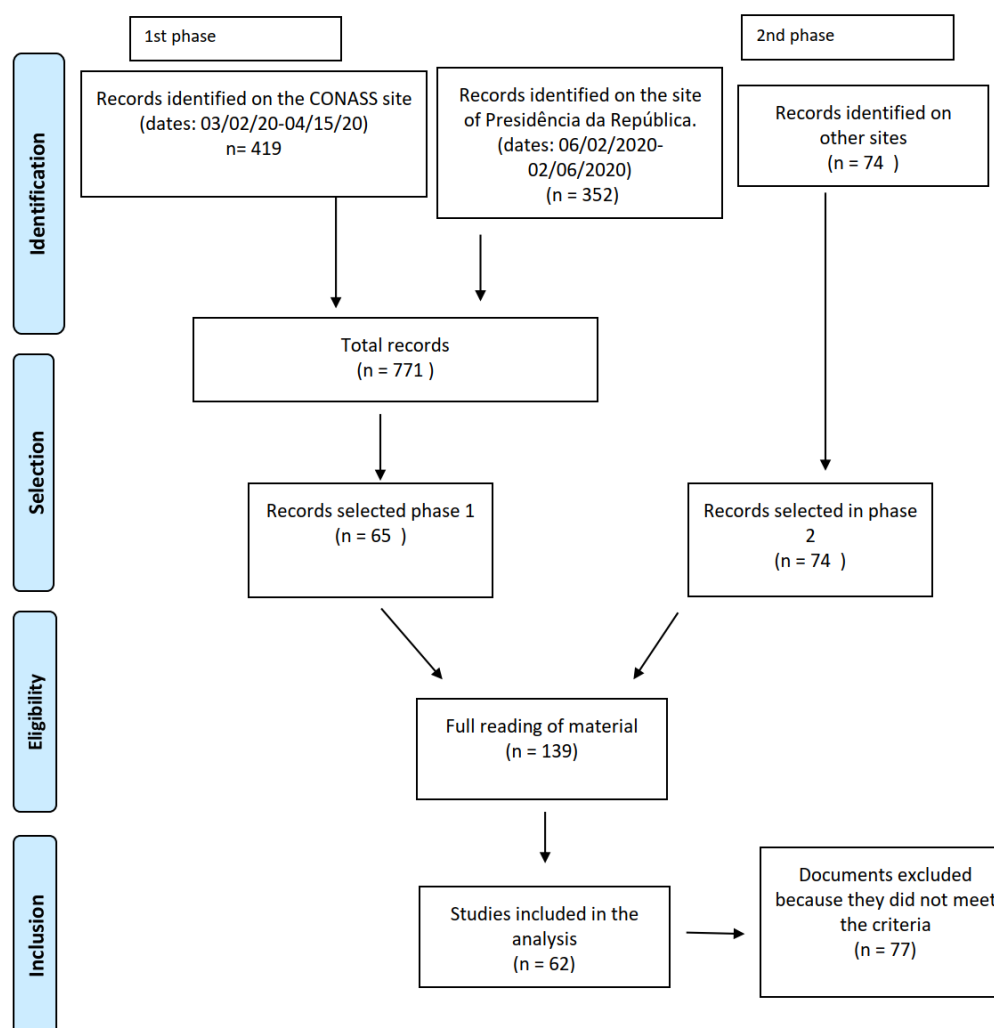 1st phase
2nd phase
Identification
Records identified on the CONASS site
(dates: 03/02/20-04/15/20)
n= 419
Records identified on the site
of Presidência da República.
(dates: 06/02/2020-
02/06/2020)
(n = 352)
Records identified on
other sites
(n = 74 )
Total records
(n = 771 )
Selection
Records selected phase 1
(n = 65 )
Records selected in phase
2
(n = 74 )
Eligibility
Full reading of material
(n = 139)
Inclusion
Studies included in the
analysis
(n = 62)
Documents excluded
because they did not meet
the criteria
(n = 77)